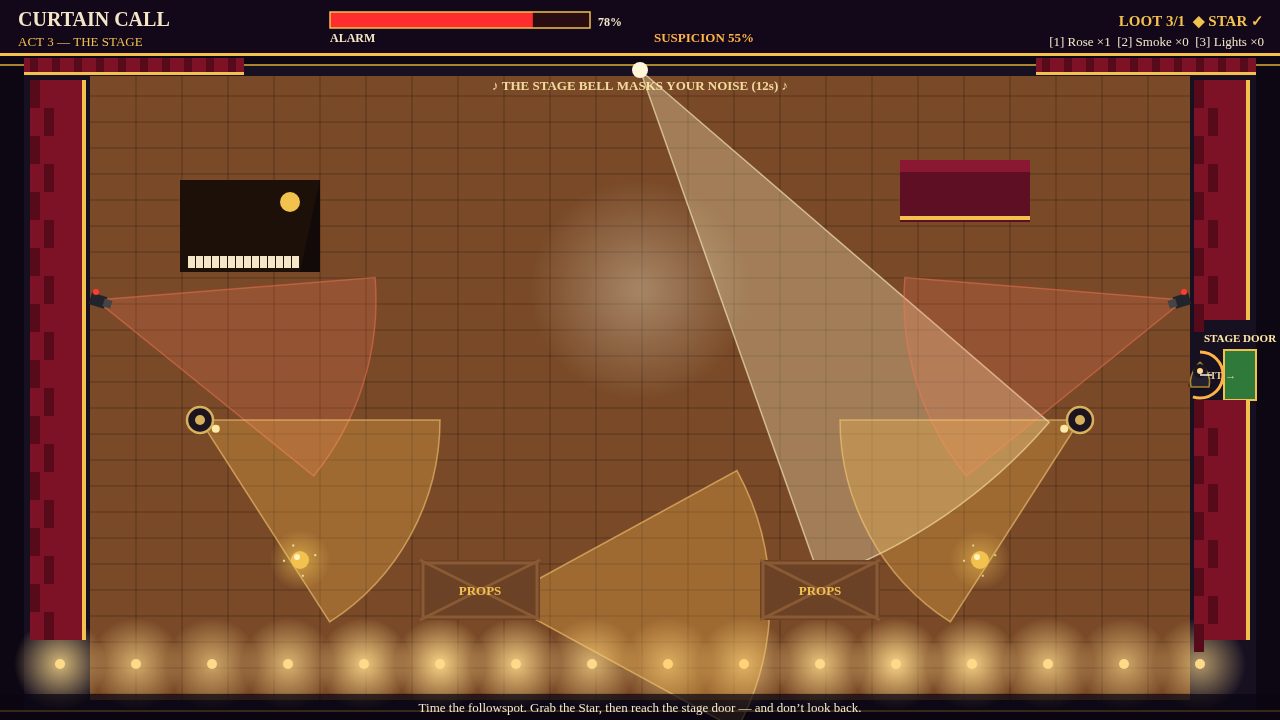 CURTAIN CALL
ACT 3 — THE STAGE
78%
ALARM
SUSPICION 55%
LOOT 3/1 ◆ STAR ✓
[1] Rose ×1 [2] Smoke ×0 [3] Lights ×0
♪ THE STAGE BELL MASKS YOUR NOISE (12s) ♪
STAGE DOOR
PROPS
PROPS
Time the followspot. Grab the Star, then reach the stage door — and don’t look back.